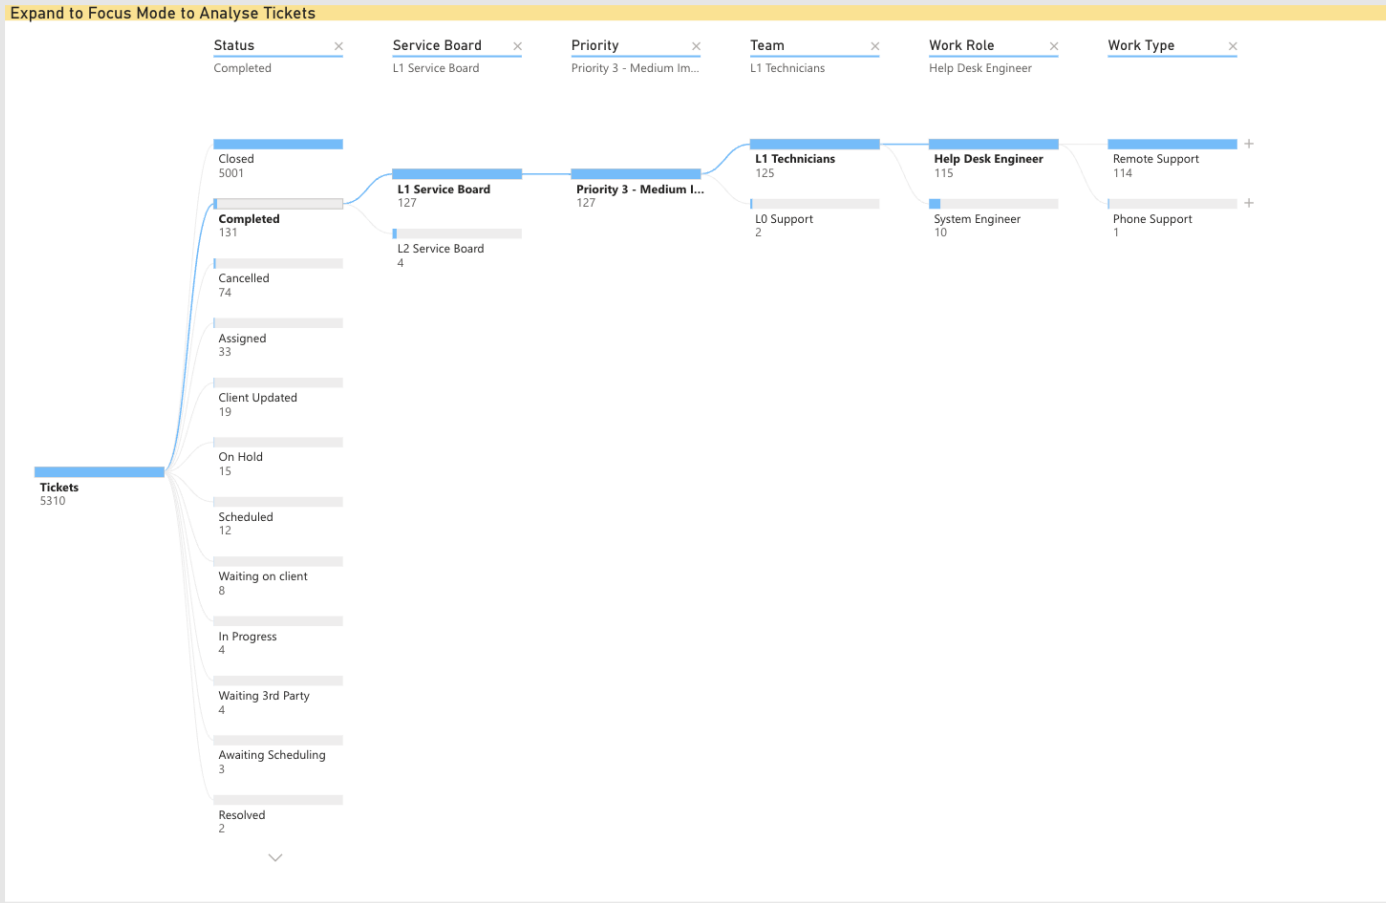 Expand to Focus Mode to Analyse Tickets
Status
Completed
Service Board
L1 Service Board
Priority
Priority 3 - Medium Im...
Team
L1 Technicians
Work Role
Help Desk Engineer
Work Type
Tickets
5310
Closed
5001
Completed
131
Cancelled
74
Assigned
33
Client Updated
19
On Hold
15
Scheduled
12
Waiting on client
8
In Progress
4
Waiting 3rd Party
4
Awaiting Scheduling
3
Resolved
2
L1 Service Board
127
L2 Service Board
4
Priority 3 - Medium I...
127
L1 Technicians
125
L0 Support
2
Help Desk Engineer
115
System Engineer
10
Remote Support
114
Phone Support
1